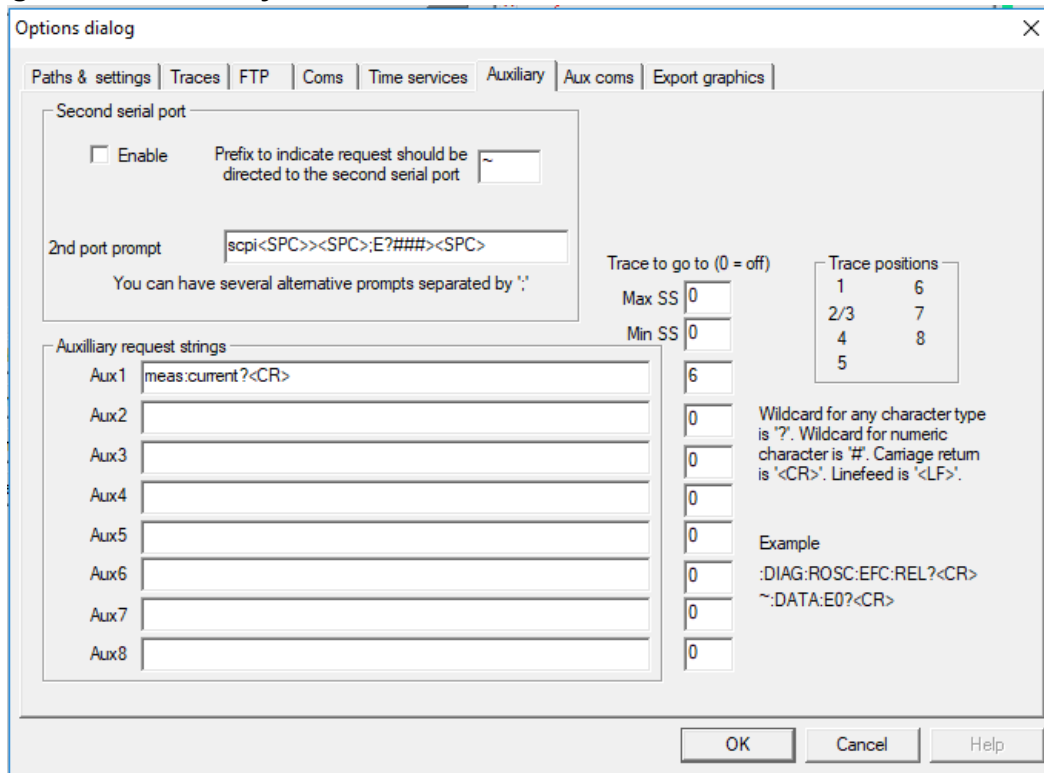 Options dialog
Paths & settings
Traces
FTP
Coms
Time services
Auxiliary
Aux coms
Export graphics
Second serial port
Enable
Prefix to indicate request should be
directed to the second serial port
~
2nd port prompt
scpi<SPC>><SPC>;E?###><SPC>
You can have several alternative prompts separated by ';'
Trace to go to (0 = off)
Max SS 0
Min SS 0
Trace positions
1 6
2/3 7
4 8
5
Auxilliary request strings
Aux1 meas:current?<CR> 6
Aux2 0
Aux3 0
Aux4 0
Aux5 0
Aux6 0
Aux7 0
Aux8 0
Wildcard for any character type
is '?'. Wildcard for numeric
character is '#'. Carriage return
is '<CR>'. Linefeed is '<LF>'.
Example
:DIAG:ROSC:EFC:REL?<CR>
~:DATA:E0?<CR>
OK
Cancel
Help